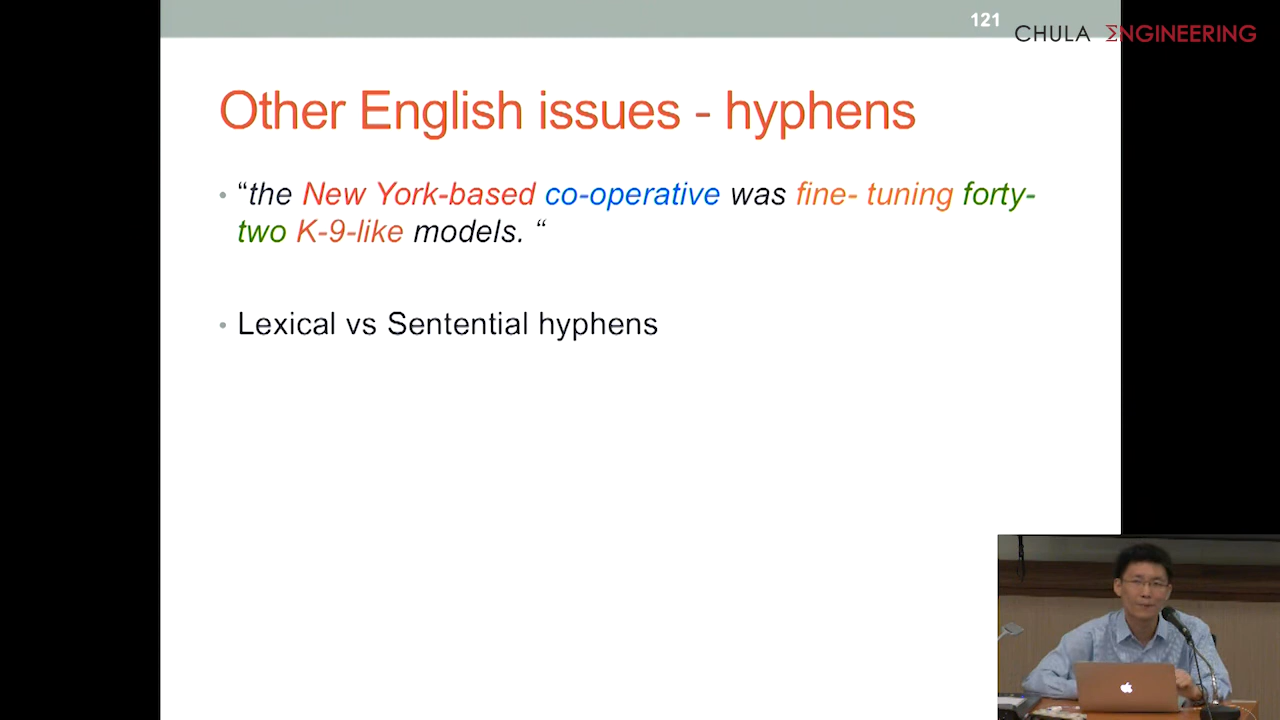 121
CHULA ΣNGINEERING
Other English issues - hyphens
• “the New York-based co-operative was fine- tuning forty-
two K-9-like models. “
• Lexical vs Sentential hyphens